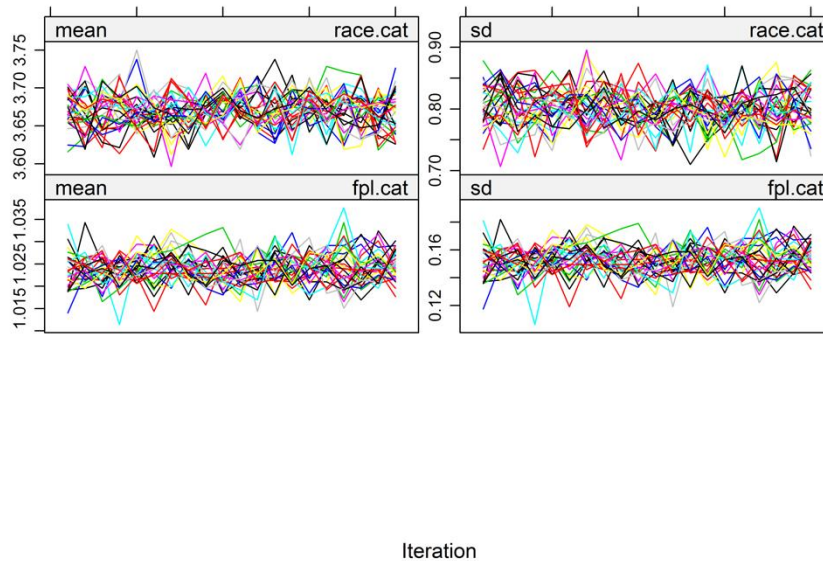 mean race.cat
sd race.cat
3.60 3.65 3.70 3.75
0.70 0.80 0.90
mean fpl.cat
sd fpl.cat
1.015 1.025 1.035
0.12 0.16
Iteration